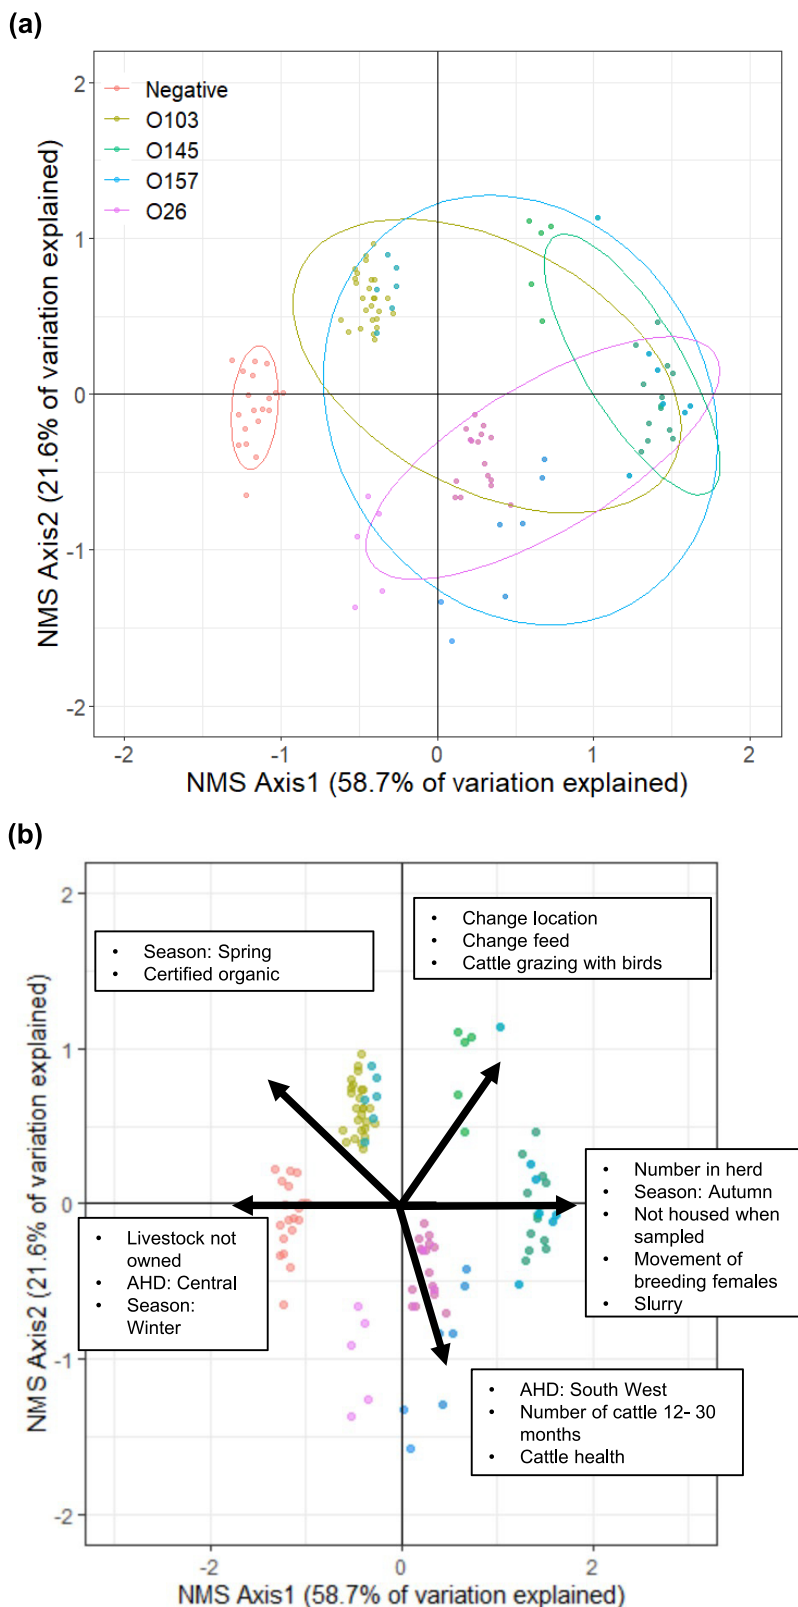 (a)
2
1
0
-1
-2
Negative
O103
O145
O157
O26
NMS Axis2 (21.6% of variation explained)
-2
-1
0
1
2
NMS Axis1 (58.7% of variation explained)
(b)
2
1
0
-1
-2
NMS Axis2 (21.6% of variation explained)
• Season: Spring
• Certified organic
• Change location
• Change feed
• Cattle grazing with birds
• Livestock not
owned
• AHD: Central
• Season:
Winter
• Number in herd
• Season: Autumn
• Not housed when
sampled
• Movement of
breeding females
• Slurry
• AHD: South West
• Number of cattle 12- 30
months
• Cattle health
-2
0
2
NMS Axis1 (58.7% of variation explained)